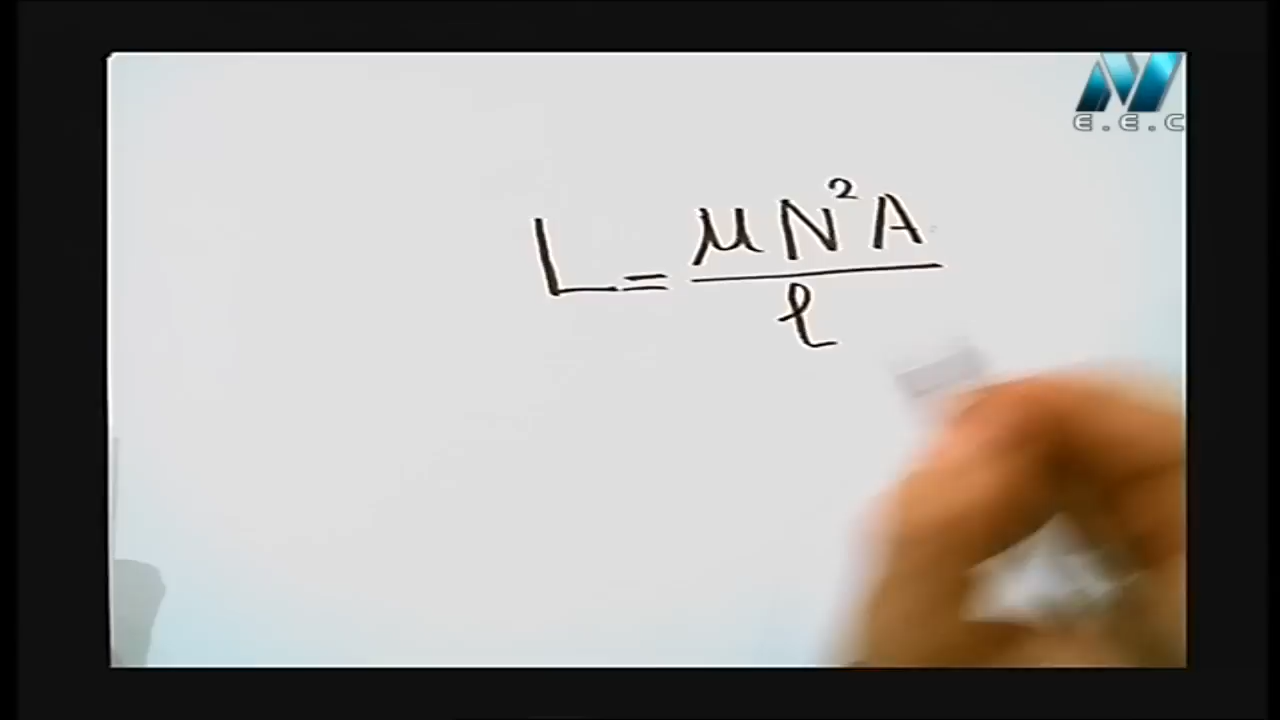 E.E.C
L = μN²A
ℓ